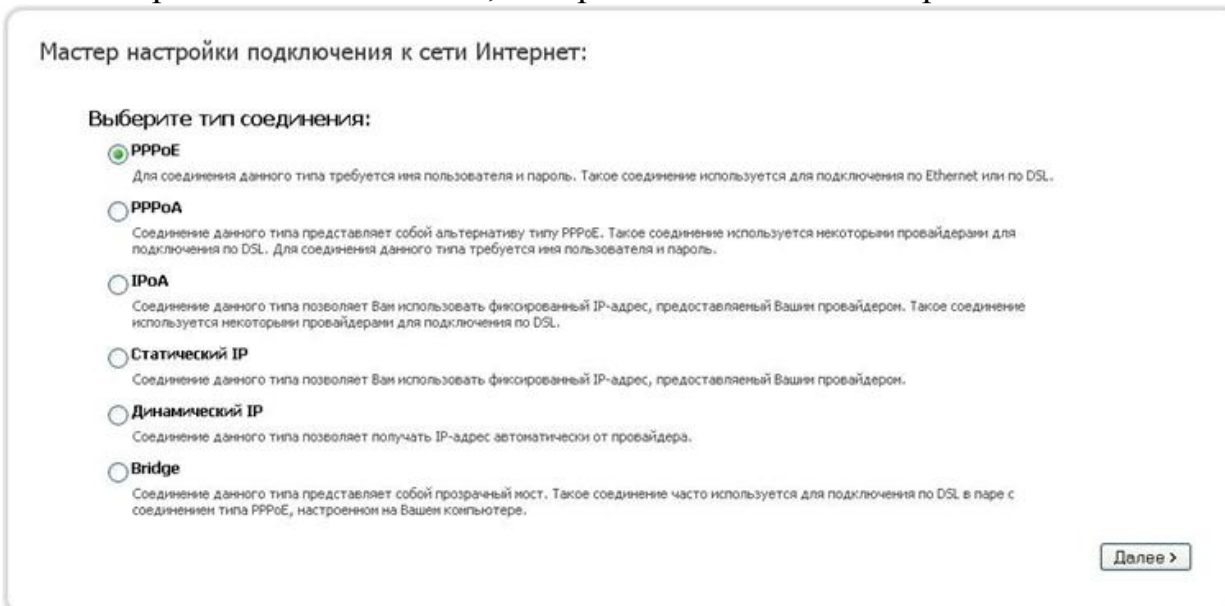 Мастер настройки подключения к сети Интернет:
Выберите тип соединения:
PPPoE
Для соединения данного типа требуется имя пользователя и пароль. Такое соединение используется для подключения по Ethernet или по DSL.
PPPoA
Соединение данного типа представляет собой альтернативу типу PPPoE. Такое соединение используется некоторыми провайдерами для
подключения по DSL. Для соединения данного типа требуется имя пользователя и пароль.
IPoA
Соединение данного типа позволяет Вам использовать фиксированный IP-адрес, предоставляемый Вашим провайдером. Такое соединение
используется некоторыми провайдерами для подключения по DSL.
Статический IP
Соединение данного типа позволяет Вам использовать фиксированный IP-адрес, предоставляемый Вашим провайдером.
Динамический IP
Соединение данного типа позволяет получать IP-адрес автоматически от провайдера.
Bridge
Соединение данного типа представляет собой прозрачный мост. Такое соединение часто используется для подключения по DSL в паре с
соединением типа PPPoE, настроенном на Вашем компьютере.
Далее >